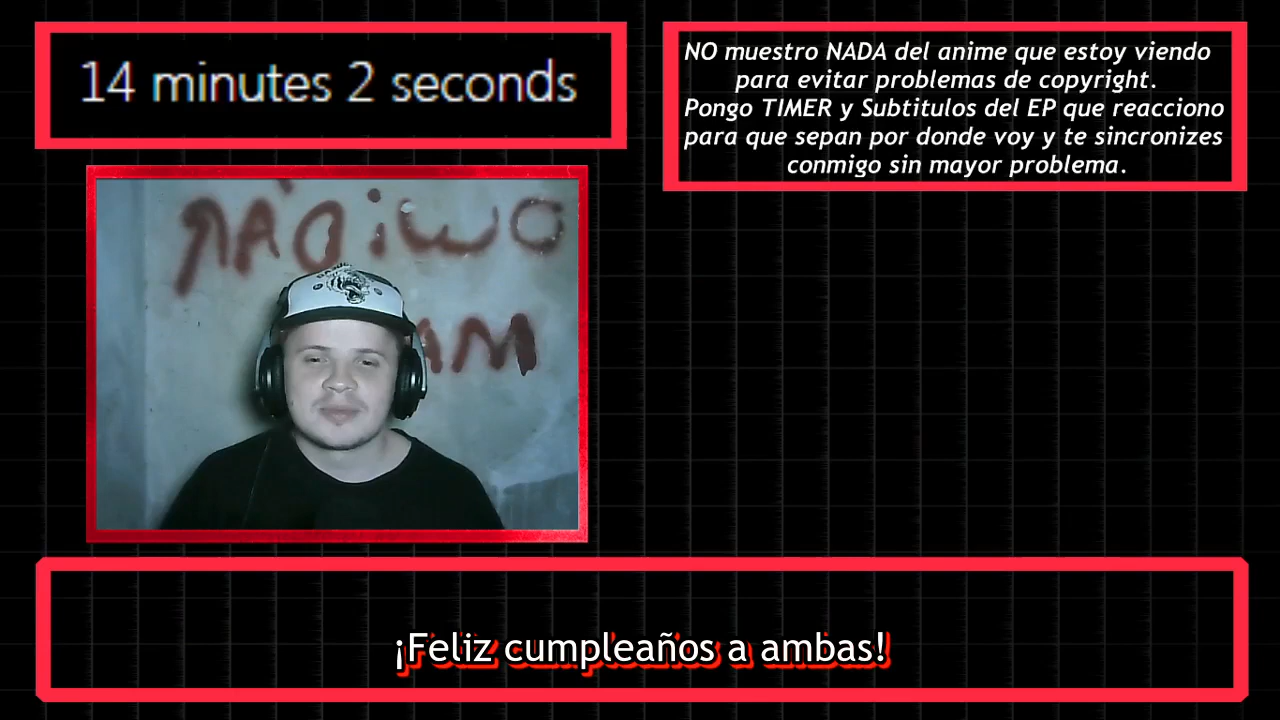 14 minutes 2 seconds
NO muestro NADA del anime que estoy viendo
para evitar problemas de copyright.
Pongo TIMER y Subtitulos del EP que reacciono
para que sepan por donde voy y te sincronizes
conmigo sin mayor problema.
¡Feliz cumpleaños a ambas!